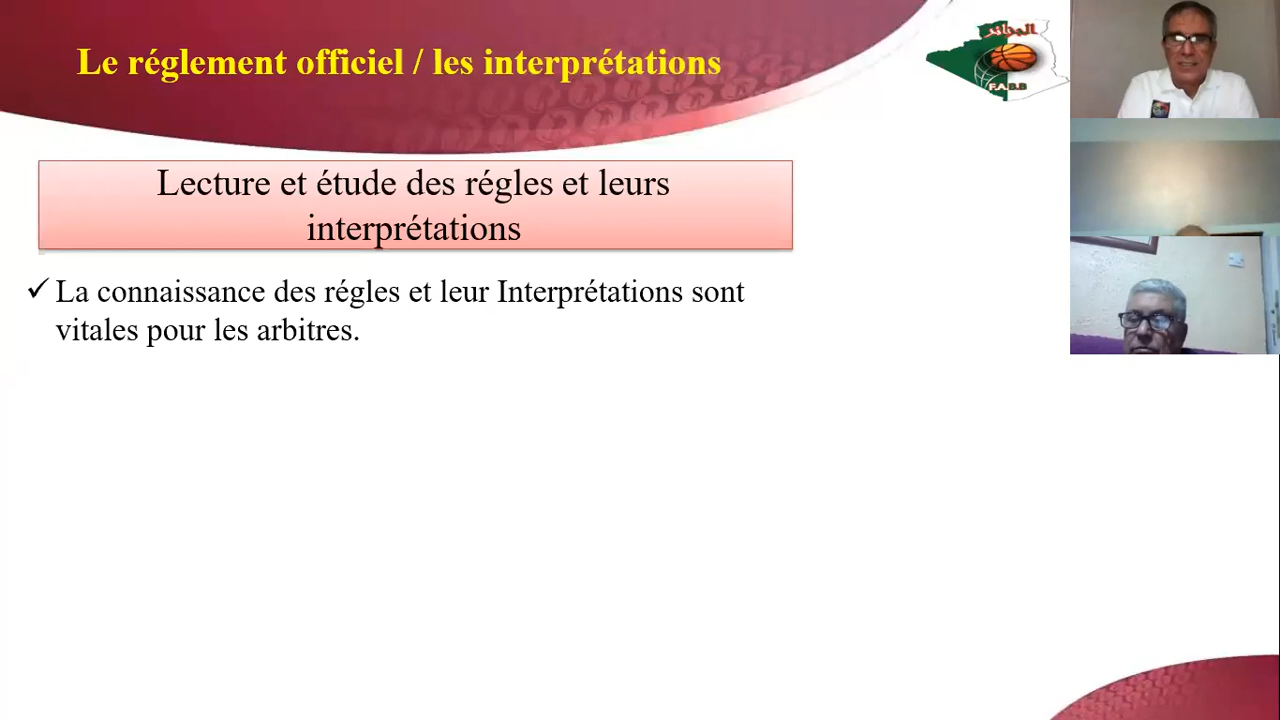 Le réglement officiel / les interprétations
الجزائر
F.A.B.B
Lecture et étude des régles et leurs
interprétations
✓ La connaissance des régles et leur Interprétations sont
vitales pour les arbitres.